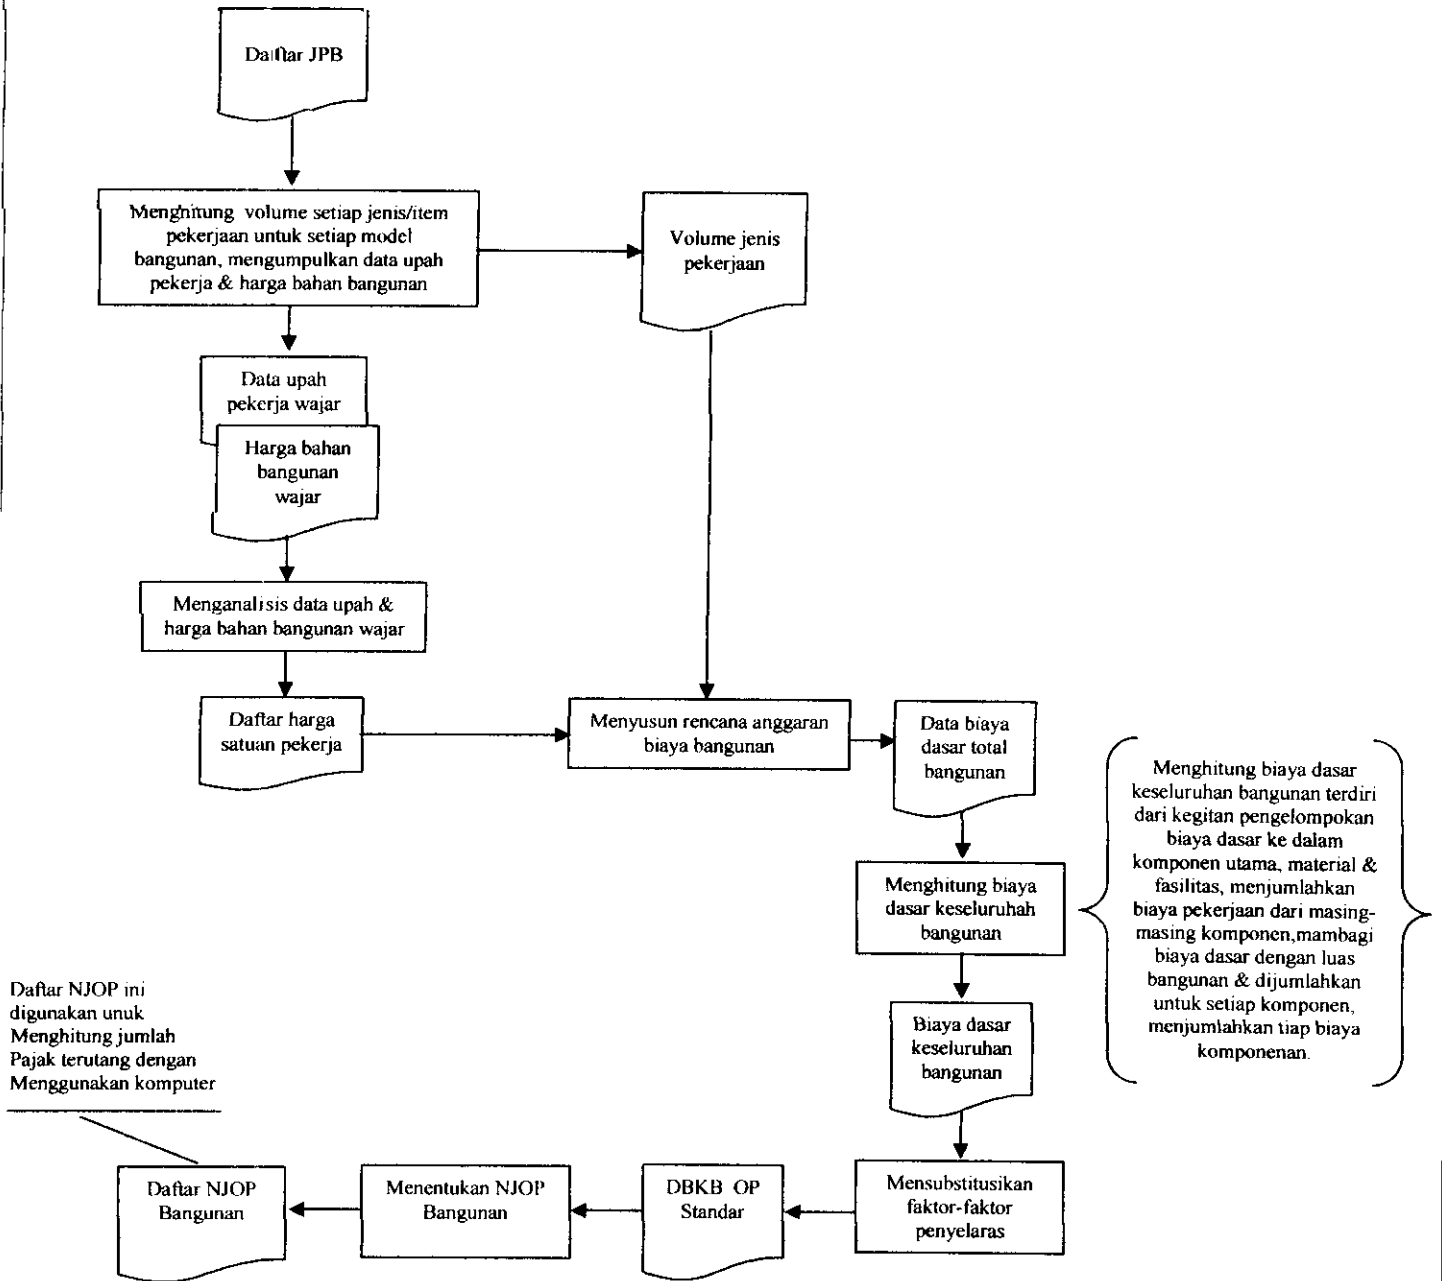 Daftar JPB
Menghitung volume setiap jenis/item
pekerjaan untuk setiap model
bangunan, mengumpulkan data upah
pekerja & harga bahan bangunan
Volume jenis
pekerjaan
Data upah
pekerja wajar
Harga bahan
bangunan
wajar
Menganalisis data upah &
harga bahan bangunan wajar
Daftar harga
satuan pekerja
Menyusun rencana anggaran
biaya bangunan
Data biaya
dasar total
bangunan
Menghitung biaya
dasar keseluruhah
bangunan
Menghitung biaya dasar
keseluruhan bangunan terdiri
dari kegitan pengelompokan
biaya dasar ke dalam
komponen utama, material &
fasilitas, menjumlahkan
biaya pekerjaan dari masing-
masing komponen,mambagi
biaya dasar dengan luas
bangunan & dijumlahkan
untuk setiap komponen,
menjumlahkan tiap biaya
komponenan.
Biaya dasar
keseluruhan
bangunan
Mensubstitusikan
faktor-faktor
penyelaras
DBKB OP
Standar
Menentukan NJOP
Bangunan
Daftar NJOP
Bangunan
Daftar NJOP ini
digunakan unuk
Menghitung jumlah
Pajak terutang dengan
Menggunakan komputer